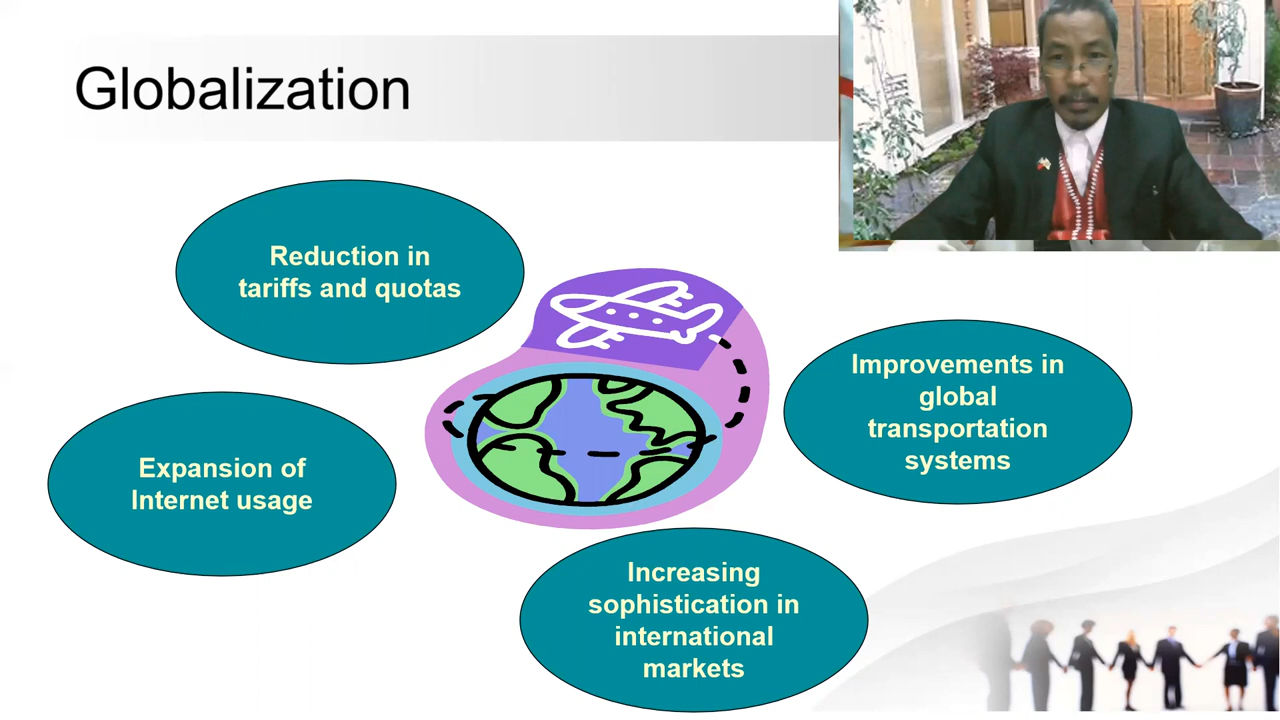 Globalization
Reduction in
tariffs and quotas
Expansion of
Internet usage
Improvements in
global
transportation
systems
Increasing
sophistication in
international
markets